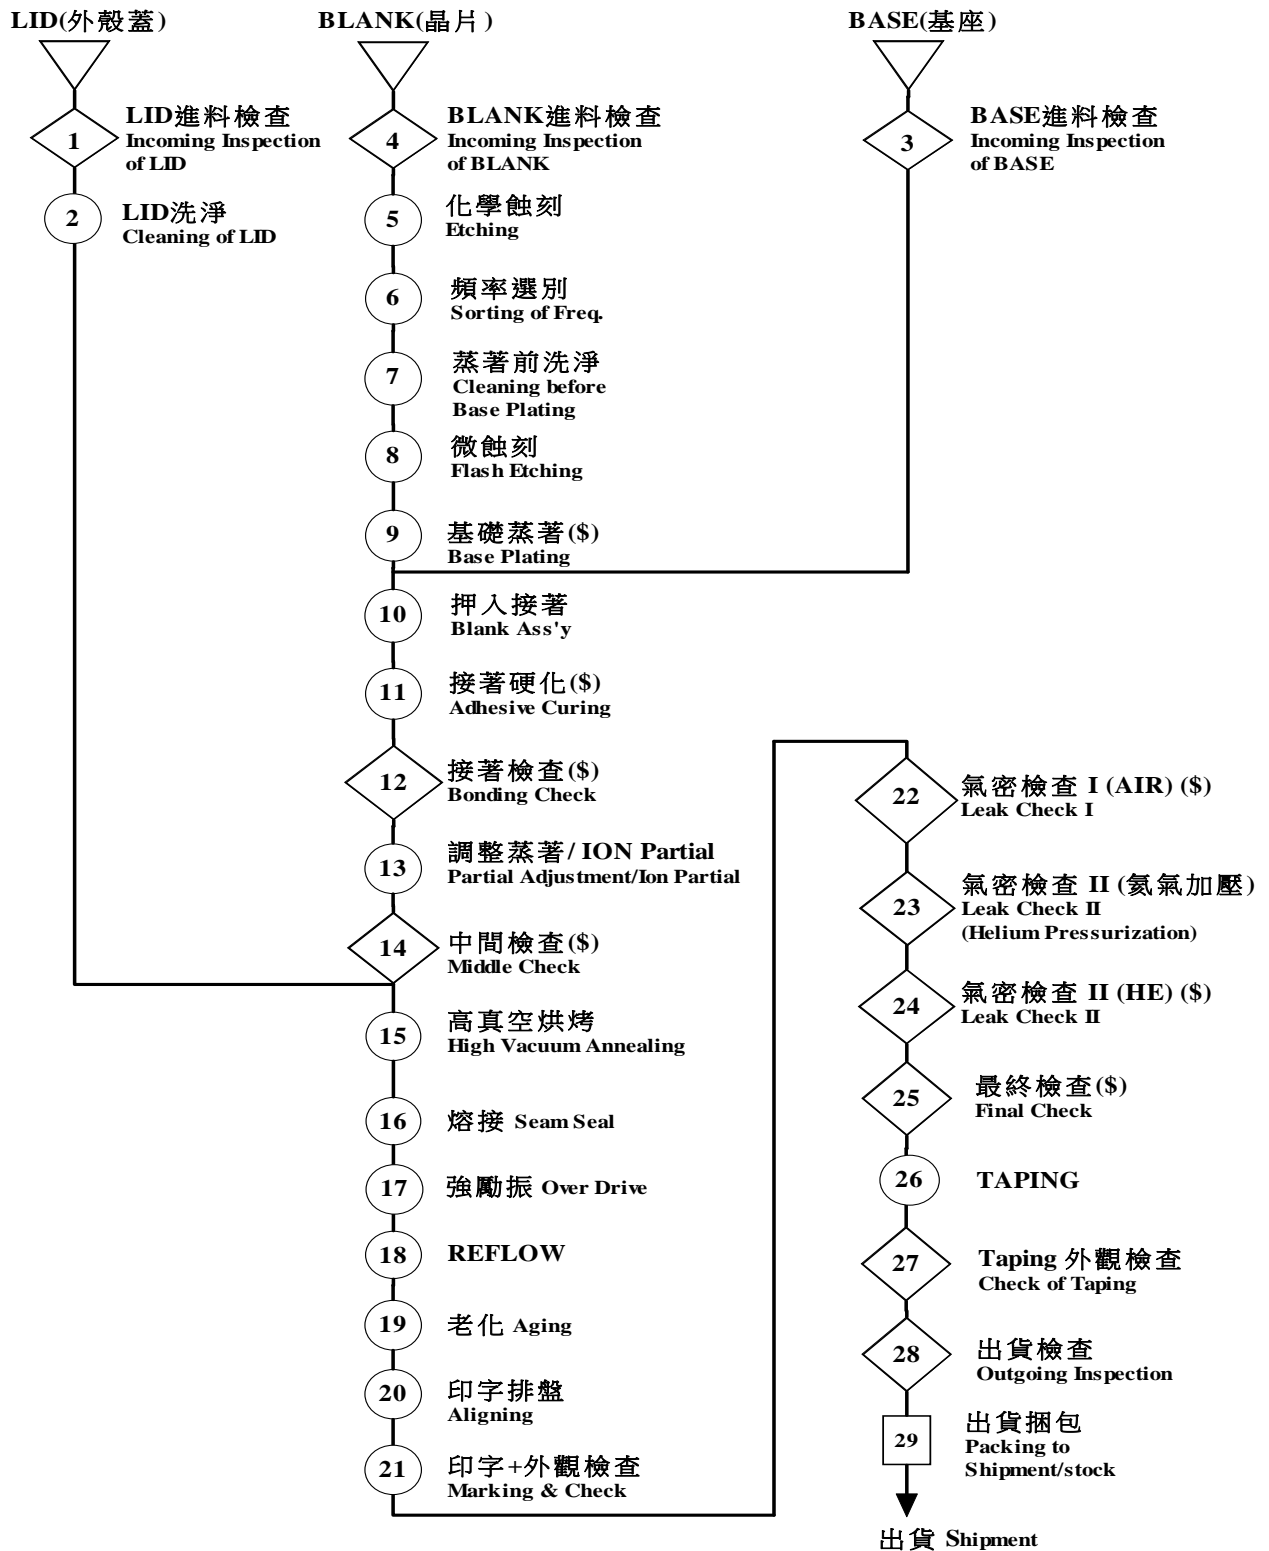 LID(外殼蓋)
1
LID進料檢查
Incoming Inspection
of LID
2
LID洗淨
Cleaning of LID
BLANK(晶片)
4
BLANK進料檢查
Incoming Inspection
of BLANK
5
化學蝕刻
Etching
6
頻率選別
Sorting of Freq.
7
蒸著前洗淨
Cleaning before
Base Plating
8
微蝕刻
Flash Etching
9
基礎蒸著($)
Base Plating
BASE(基座)
3
BASE進料檢查
Incoming Inspection
of BASE
10
押入接著
Blank Ass'y
11
接著硬化($)
Adhesive Curing
12
接著檢查($)
Bonding Check
13
調整蒸著/ ION Partial
Partial Adjustment/Ion Partial
14
中間檢查($)
Middle Check
15
高真空烘烤
High Vacuum Annealing
16
熔接 Seam Seal
17
強勵振 Over Drive
18
REFLOW
19
老化 Aging
20
印字排盤
Aligning
21
印字+外觀檢查
Marking & Check
22
氣密檢查 I (AIR) ($)
Leak Check I
23
氣密檢查 II (氦氣加壓)
Leak Check II
(Helium Pressurization)
24
氣密檢查 II (HE) ($)
Leak Check II
25
最終檢查($)
Final Check
26
TAPING
27
Taping 外觀檢查
Check of Taping
28
出貨檢查
Outgoing Inspection
29
出貨捆包
Packing to
Shipment/stock
出貨 Shipment